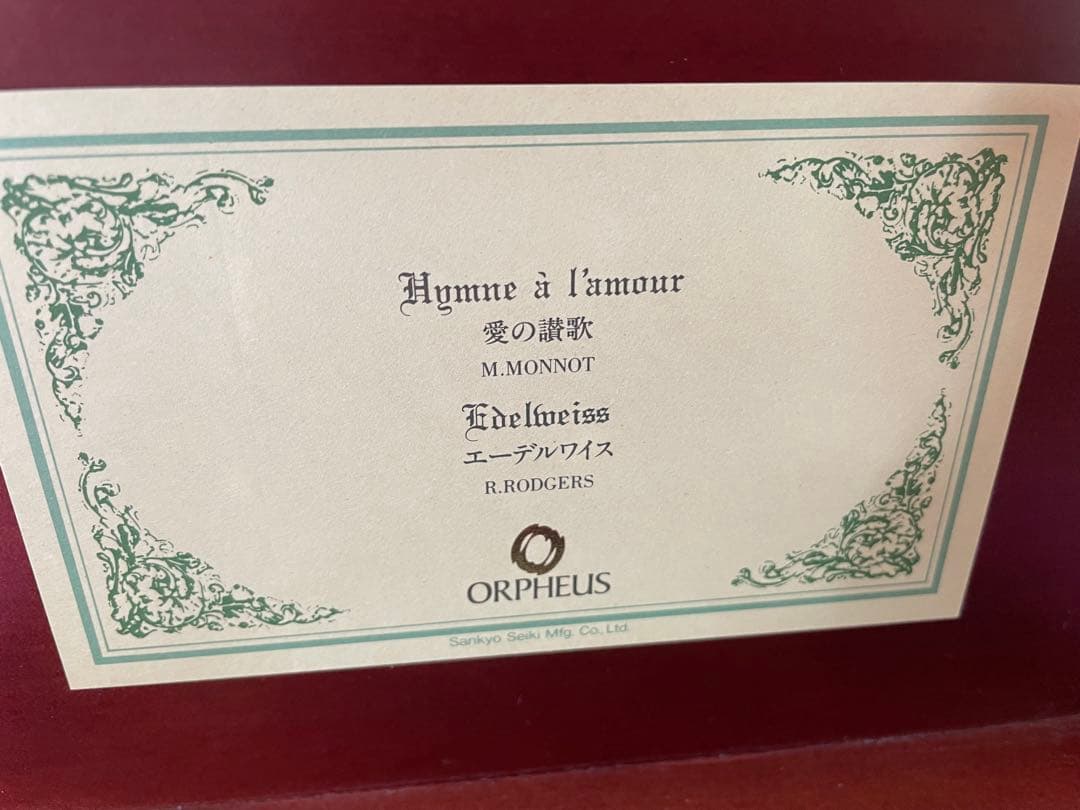 Hymne à l'amour
愛の讃歌
M.MONNOT
Edelweiss
エーデルワイス
R.RODGERS
ORPHEUS
Sankyo Seiki Mfg. Co., Ltd.